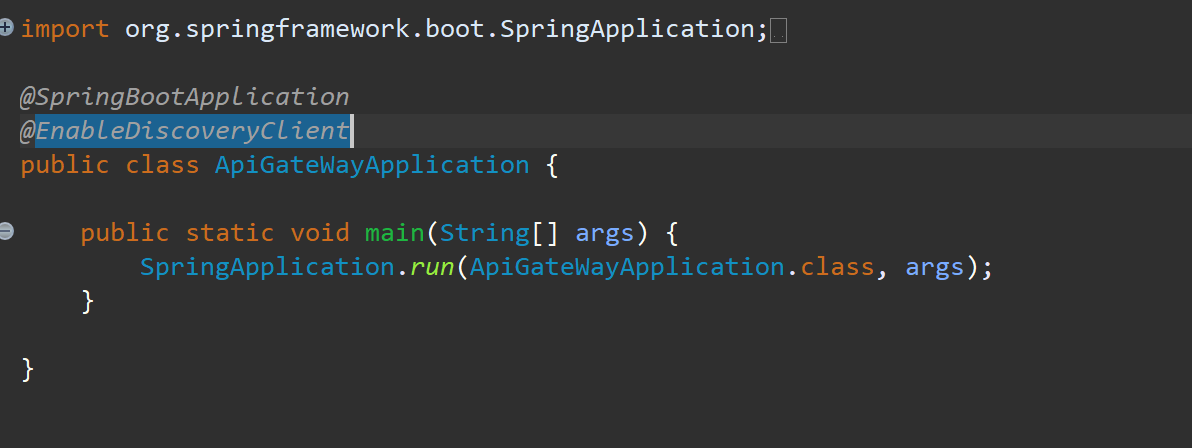 import org.springframework.boot.SpringApplication;
@SpringBootApplication
@EnableDiscoveryClient
public class ApiGateWayApplication {
public static void main(String[] args) {
SpringApplication.run(ApiGateWayApplication.class, args);
}
}